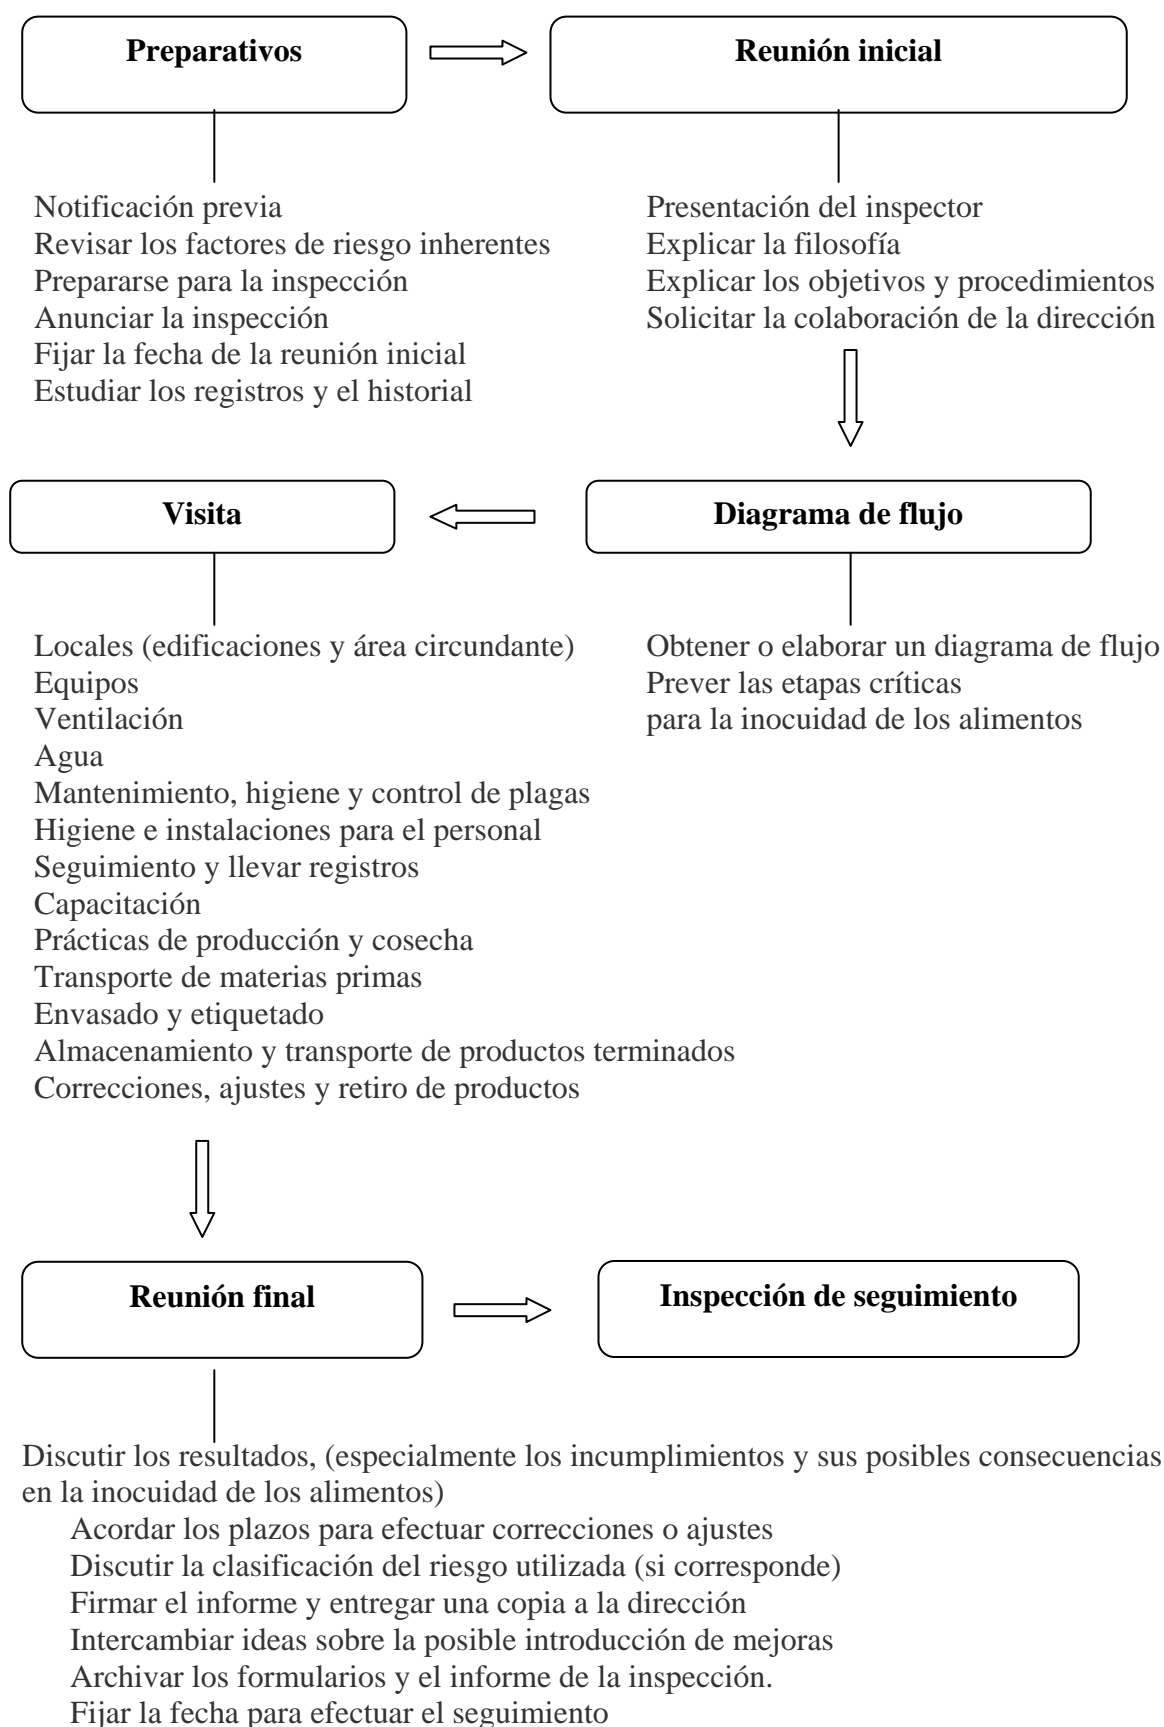 Preparativos
Reunión inicial
Notificación previa
Revisar los factores de riesgo inherentes
Prepararse para la inspección
Anunciar la inspección
Fijar la fecha de la reunión inicial
Estudiar los registros y el historial
Presentación del inspector
Explicar la filosofía
Explicar los objetivos y procedimientos
Solicitar la colaboración de la dirección
Diagrama de flujo
Visita
Obtener o elaborar un diagrama de flujo
Prever las etapas críticas
para la inocuidad de los alimentos
Locales (edificaciones y área circundante)
Equipos
Ventilación
Agua
Mantenimiento, higiene y control de plagas
Higiene e instalaciones para el personal
Seguimiento y llevar registros
Capacitación
Prácticas de producción y cosecha
Transporte de materias primas
Envasado y etiquetado
Almacenamiento y transporte de productos terminados
Correcciones, ajustes y retiro de productos
Reunión final
Inspección de seguimiento
Discutir los resultados, (especialmente los incumplimientos y sus posibles consecuencias
en la inocuidad de los alimentos)
Acordar los plazos para efectuar correcciones o ajustes
Discutir la clasificación del riesgo utilizada (si corresponde)
Firmar el informe y entregar una copia a la dirección
Intercambiar ideas sobre la posible introducción de mejoras
Archivar los formularios y el informe de la inspección.
Fijar la fecha para efectuar el seguimiento